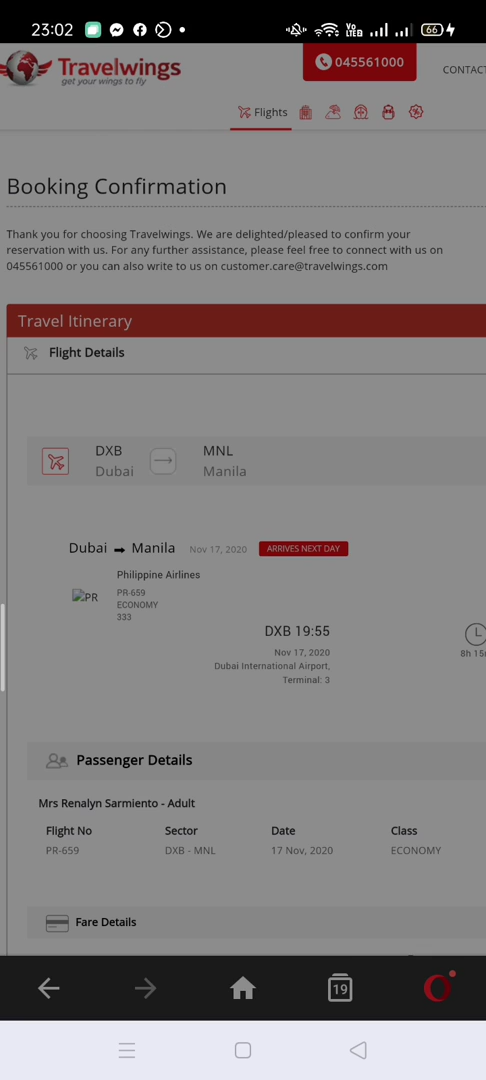 23:02
Vo
LTE2
66
Travelwings
get your wings to fly
045561000
CONTACT
Flights
Booking Confirmation
Thank you for choosing Travelwings. We are delighted/pleased to confirm your
reservation with us. For any further assistance, please feel free to connect with us on
045561000 or you can also write to us on customer.care@travelwings.com
Travel Itinerary
Flight Details
DXB MNL
Dubai Manila
Dubai Manila Nov 17, 2020 ARRIVES NEXT DAY
Philippine Airlines
PR PR-659
ECONOMY
333
DXB 19:55
Nov 17, 2020 8h 15
Dubai International Airport,
Terminal: 3
Passenger Details
Mrs Renalyn Sarmiento - Adult
Flight No Sector Date Class
PR-659 DXB - MNL 17 Nov, 2020 ECONOMY
Fare Details
19